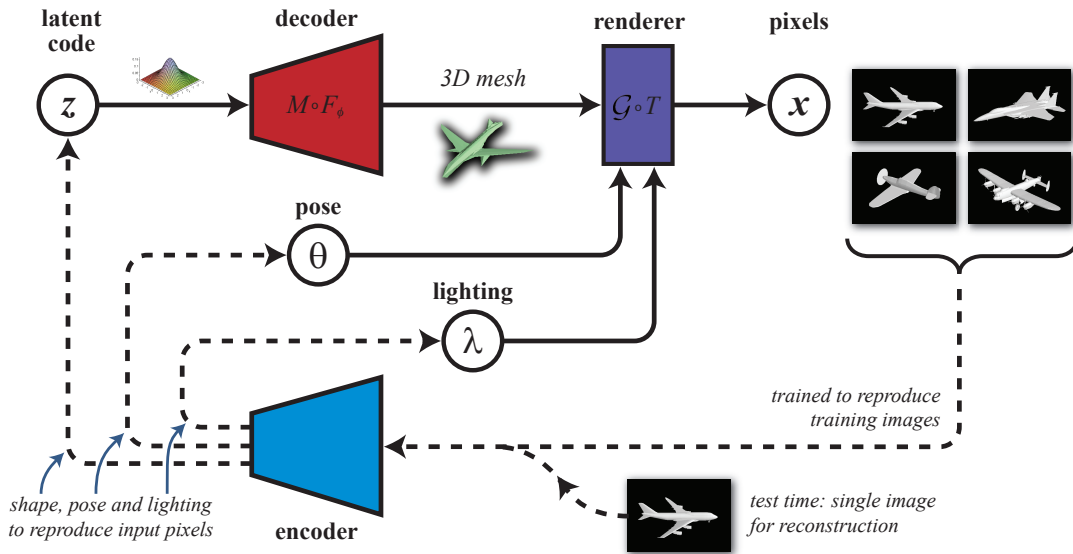 latent
code
decoder
renderer
pixels
z
M∘F_ϕ
3D mesh
𝒢∘T
x
pose
θ
lighting
λ
trained to reproduce
training images
shape, pose and lighting
to reproduce input pixels
encoder
test time: single image
for reconstruction